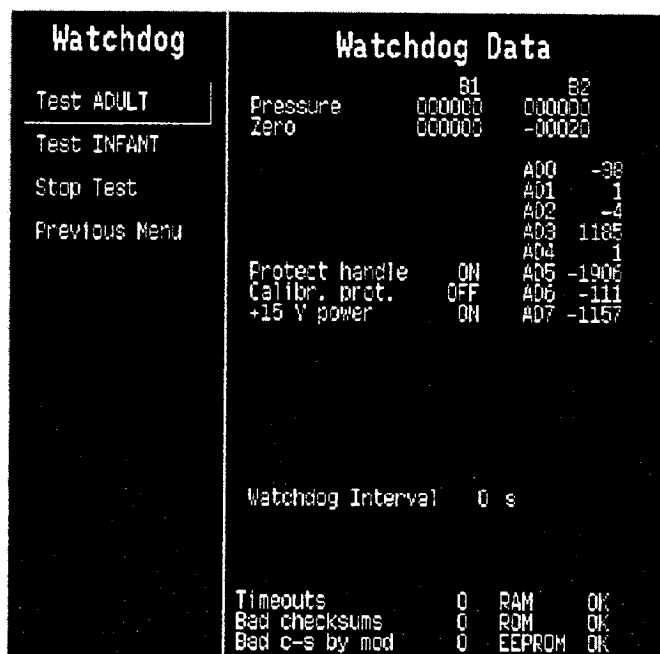 Watchdog
Test ADULT
Test INFANT
Stop Test
Previous Menu
Watchdog Data
B1 B2
Pressure 000000 000000
Zero 000000 -00020
AD0 -38
AD1 1
AD2 -4
AD3 1185
AD4 1
Protect handle ON AD5 -1906
Calibr. prot. OFF AD6 -111
+15 V power ON AD7 -1157
Watchdog Interval 0 s
Timeouts 0 RAM OK
Bad checksums 0 ROM OK
Bad c-s by mod 0 EEPROM OK